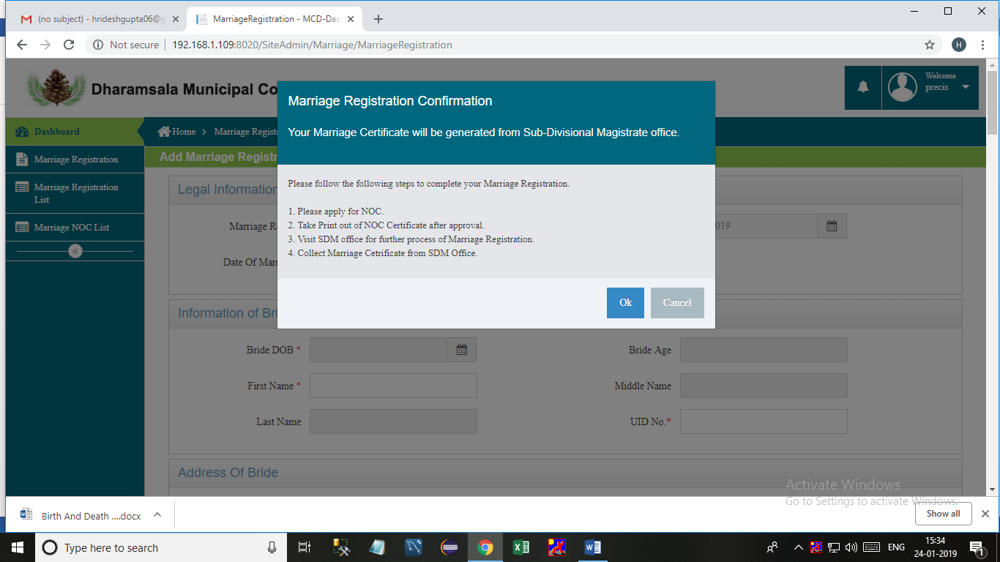 (no subject) - hrideshgupta06@g
MarriageRegistration - MCD-Das
Not secure
192.168.1.109:8020/SiteAdmin/Marriage/MarriageRegistration
H
Dharamsala Municipal Co
Welcome
precis
Marriage Registration Confirmation
Your Marriage Certificate will be generated from Sub-Divisional Magistrate office.
Please follow the following steps to complete your Marriage Registration.
1. Please apply for NOC.
2. Take Print out of NOC Certificate after approval.
3. Visit SDM office for further process of Marriage Registration.
4. Collect Marriage Cetrificate from SDM Office.
Ok
Cancel
Dashboard
Marriage Registration
Marriage Registration
List
Marriage NOC List
Home
Marriage Regist
Add Marriage Registr
Legal Information
Marriage R
019
Date Of Mar
Information of Bri
Bride DOB *
Bride Age
First Name *
Middle Name
Last Name
UID No.*
Address Of Bride
Activate Windows
Go to Settings to activate Windows.
Birth And Death ....docx
Show all
Type here to search
ENG
15:34
24-01-2019
1